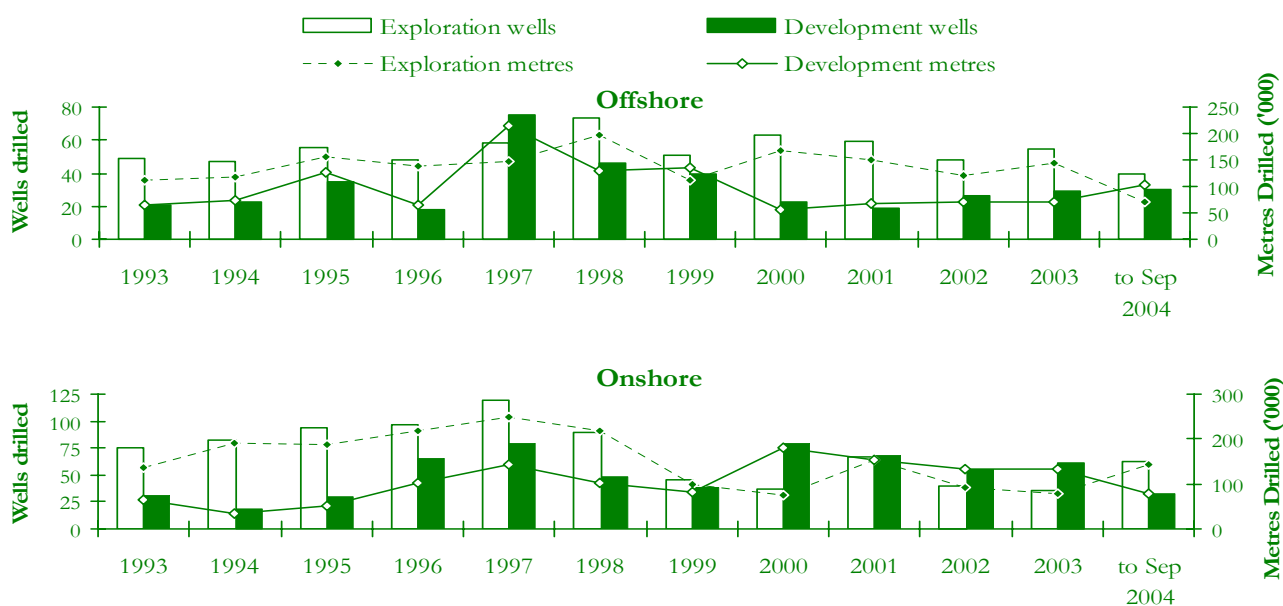 Exploration wells
Development wells
Exploration metres
Development metres
Offshore
Wells drilled
80
60
40
20
0
250
200
150
100
50
0
Metres Drilled ('000)
1993 1994 1995 1996 1997 1998 1999 2000 2001 2002 2003 to Sep
2004
Onshore
Wells drilled
125
100
75
50
25
0
300
200
100
0
Metres Drilled ('000)
1993 1994 1995 1996 1997 1998 1999 2000 2001 2002 2003 to Sep
2004